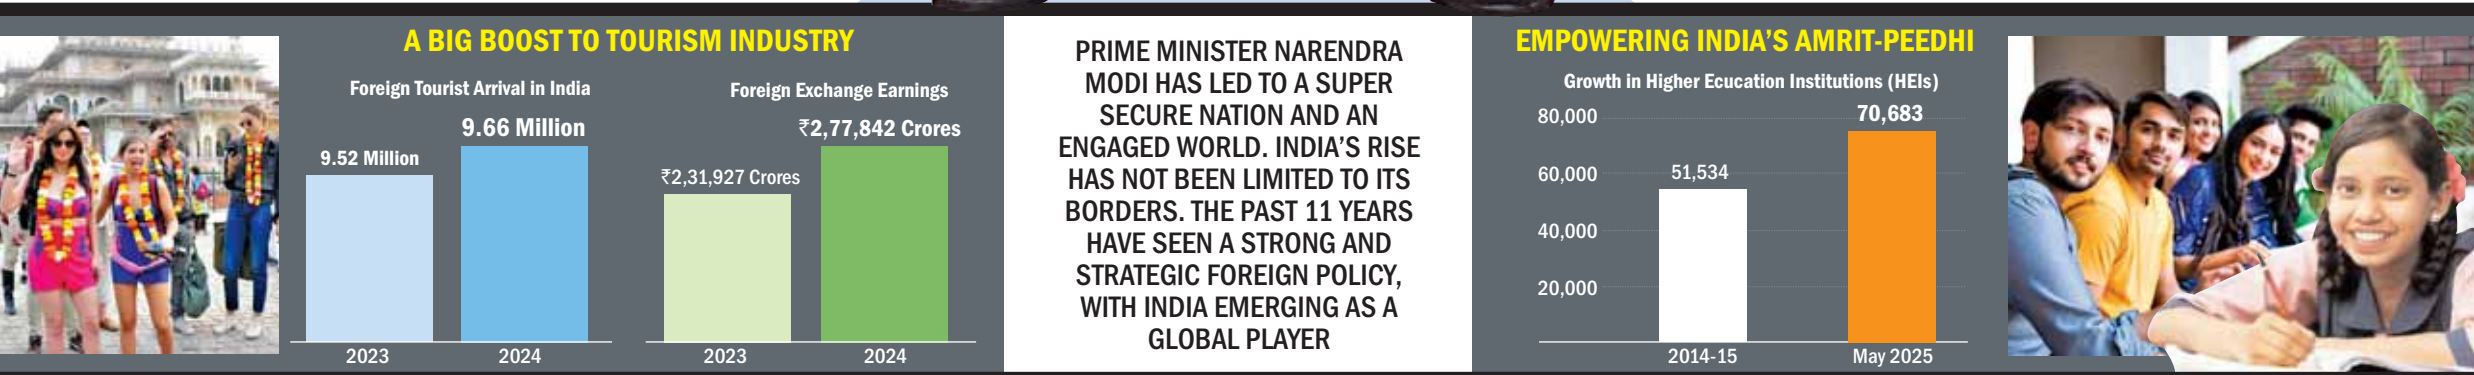 A BIG BOOST TO TOURISM INDUSTRY
Foreign Tourist Arrival in India
9.66 Million
9.52 Million
2023
2024
Foreign Exchange Earnings
₹2,77,842 Crores
₹2,31,927 Crores
2023
2024
PRIME MINISTER NARENDRA
MODI HAS LED TO A SUPER
SECURE NATION AND AN
ENGAGED WORLD. INDIA’S RISE
HAS NOT BEEN LIMITED TO ITS
BORDERS. THE PAST 11 YEARS
HAVE SEEN A STRONG AND
STRATEGIC FOREIGN POLICY,
WITH INDIA EMERGING AS A
GLOBAL PLAYER
EMPOWERING INDIA’S AMRIT-PEEDHI
Growth in Higher Ecucation Institutions (HEIs)
80,000
70,683
60,000
51,534
40,000
20,000
2014-15
May 2025